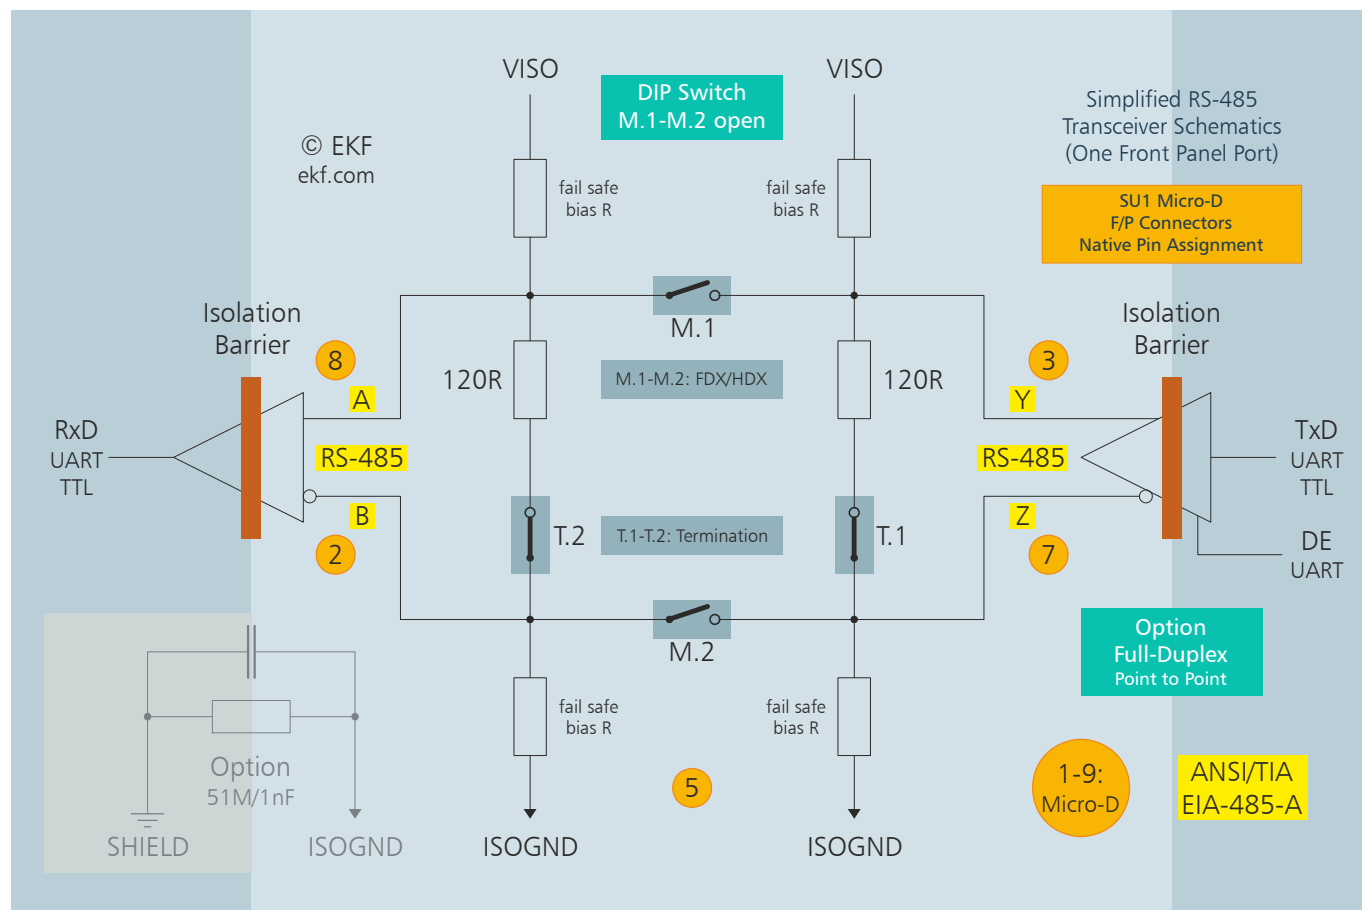 VISO
VISO
DIP Switch
M.1-M.2 open
Simplified RS-485
Transceiver Schematics
(One Front Panel Port)
© EKF
ekf.com
fail safe
bias R
fail safe
bias R
SU1 Micro-D
F/P Connectors
Native Pin Assignment
Isolation
Barrier
M.1
Isolation
Barrier
8
3
120R
M.1-M.2: FDX/HDX
120R
A
Y
RxD
UART
TTL
RS-485
RS-485
TxD
UART
TTL
B
T.2
T.1-T.2: Termination
T.1
Z
2
7
DE
UART
M.2
Option
Full-Duplex
Point to Point
fail safe
bias R
fail safe
bias R
Option
51M/1nF
5
1-9:
Micro-D
ANSI/TIA
EIA-485-A
SHIELD
ISOGND
ISOGND
ISOGND